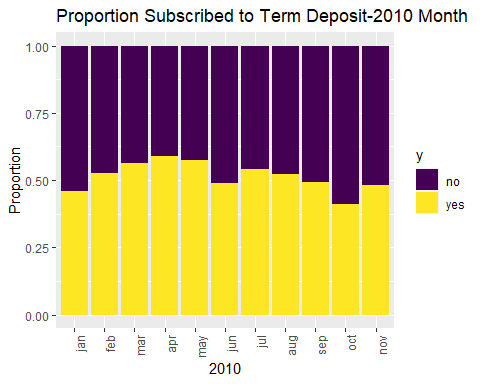 Proportion Subscribed to Term Deposit-2010 Month
1.00
0.75
0.50
0.25
0.00
Proportion
jan
feb
mar
apr
may
jun
jul
aug
sep
oct
nov
2010
y
no
yes